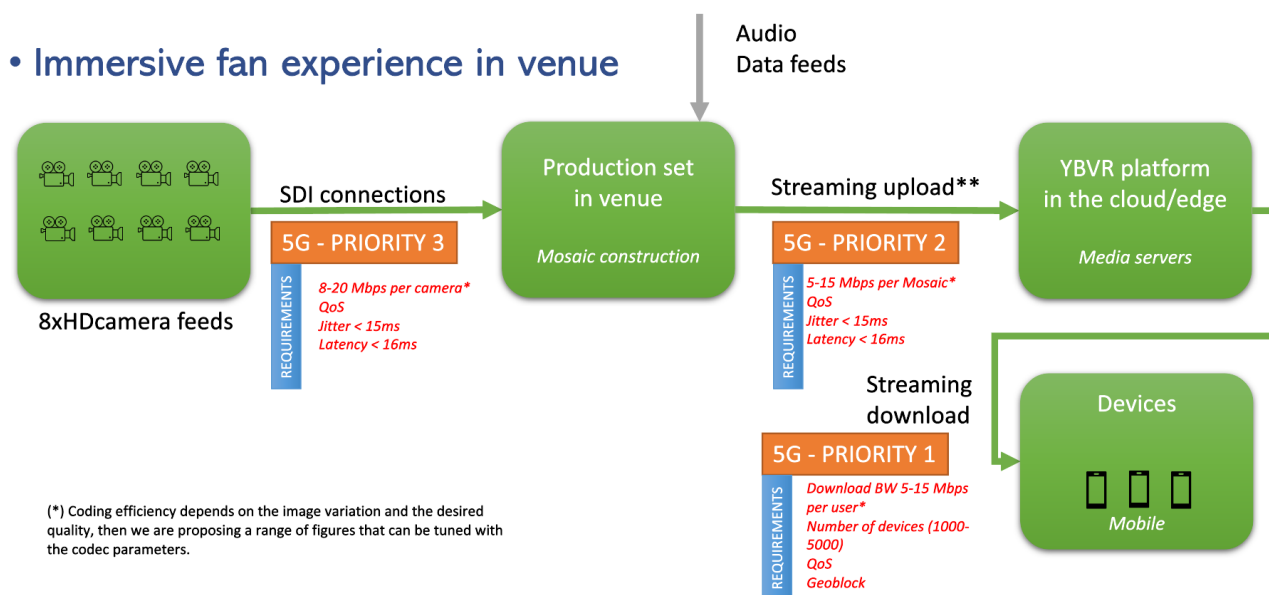 • Immersive fan experience in venue
Audio
Data feeds
8xHDcamera feeds
SDI connections
5G - PRIORITY 3
REQUIREMENTS
8-20 Mbps per camera*
QoS
Jitter < 15ms
Latency < 16ms
Production set
in venue
Mosaic construction
Streaming upload**
5G - PRIORITY 2
REQUIREMENTS
5-15 Mbps per Mosaic*
QoS
Jitter < 15ms
Latency < 16ms
YBVR platform
in the cloud/edge
Media servers
Streaming
download
5G - PRIORITY 1
REQUIREMENTS
Download BW 5-15 Mbps
per user*
Number of devices (1000-
5000)
QoS
Geoblock
Devices
Mobile
(*) Coding efficiency depends on the image variation and the desired
quality, then we are proposing a range of figures that can be tuned with
the codec parameters.